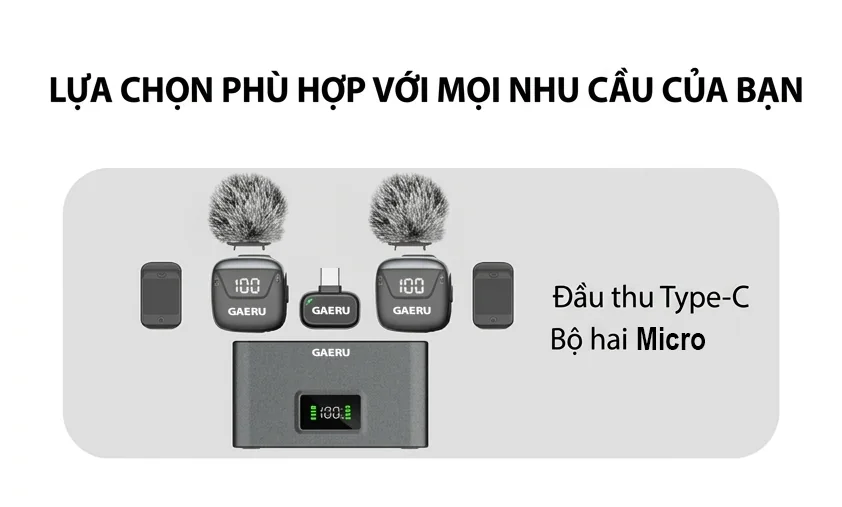 LỰA CHỌN PHÙ HỢP VỚI MỌI NHU CẦU CỦA BẠN
100
100
GAERU
GAERU
GAERU
Đầu thu Type-C
Bộ hai Micro
GAERU
100%